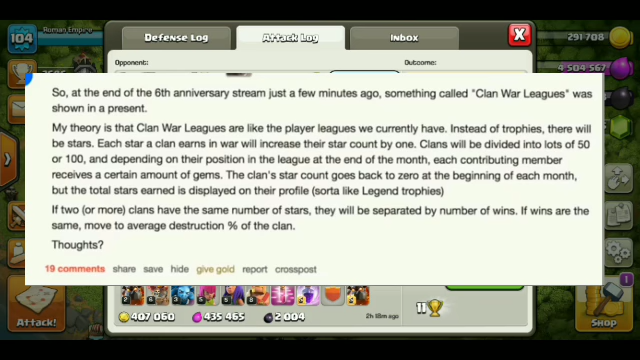 104
Roman Empire
Defense Log
Attack Log
Inbox
X
291 708
4 504 567
Opponent:
Outcome:
So, at the end of the 6th anniversary stream just a few minutes ago, something called "Clan War Leagues" was
shown in a present.
My theory is that Clan War Leagues are like the player leagues we currently have. Instead of trophies, there will
be stars. Each star a clan earns in war will increase their star count by one. Clans will be divided into lots of 50
or 100, and depending on their position in the league at the end of the month, each contributing member
receives a certain amount of gems. The clan's star count goes back to zero at the beginning of each month,
but the total stars earned is displayed on their profile (sorta like Legend trophies)
If two (or more) clans have the same number of stars, they will be separated by number of wins. If wins are the
same, move to average destruction % of the clan.
Thoughts?
19 comments share save hide give gold report crosspost
407 060
435 465
2 004
2h 18m ago
11
Attack!
1
Shop